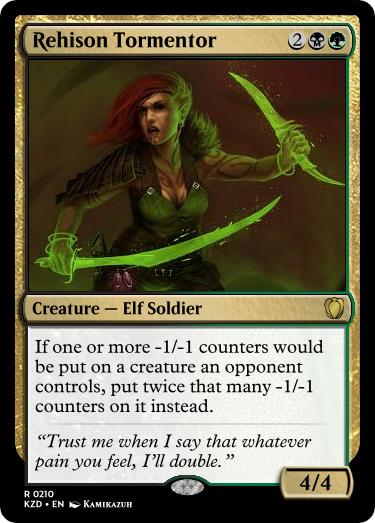 Rehison Tormentor 2
Creature — Elf Soldier
If one or more -1/-1 counters would
be put on a creature an opponent
controls, put twice that many -1/-1
counters on it instead.
“Trust me when I say that whatever
pain you feel, I’ll double.”
4/4
R 0210
KZD • EN Kamikazuh